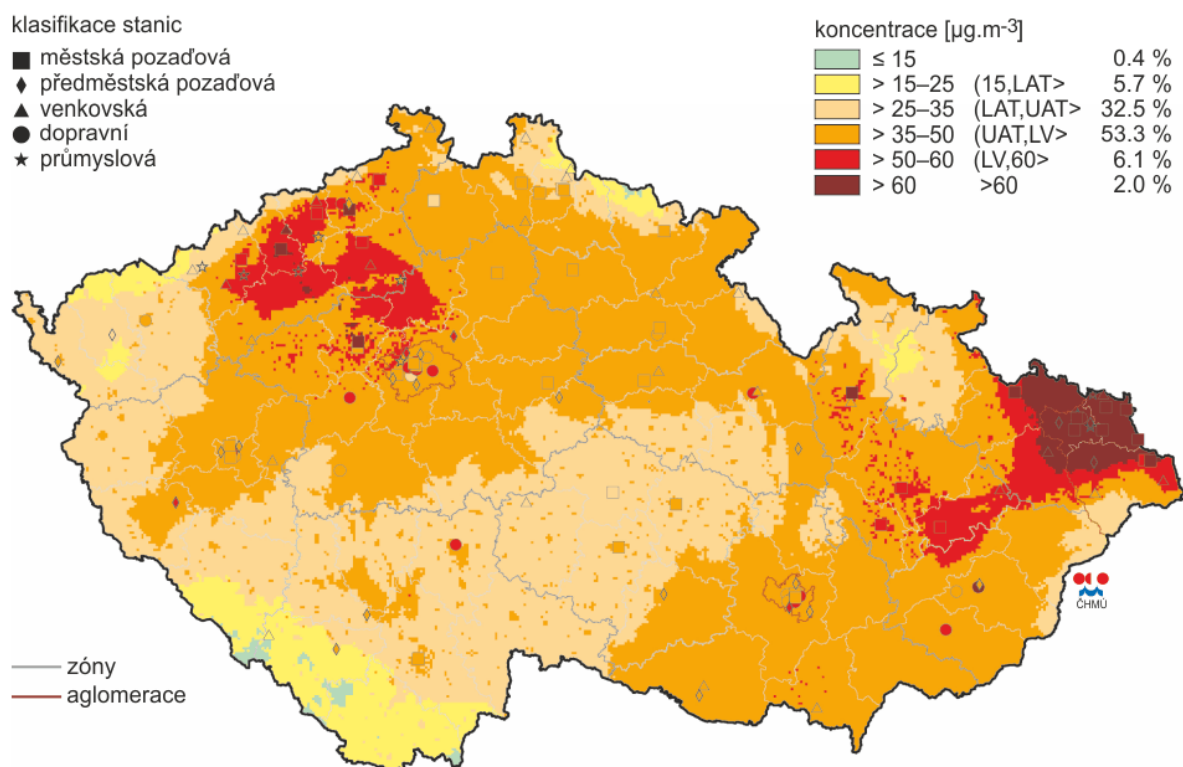 klasifikace stanic
městská pozaďová
předměstská pozaďová
venkovská
dopravní
průmyslová
koncentrace [µg.m-3]
≤ 15 0.4 %
> 15–25 (15,LAT> 5.7 %
> 25–35 (LAT,UAT> 32.5 %
> 35–50 (UAT,LV> 53.3 %
> 50–60 (LV,60> 6.1 %
> 60 >60 2.0 %
ČHMÚ
zóny
aglomerace